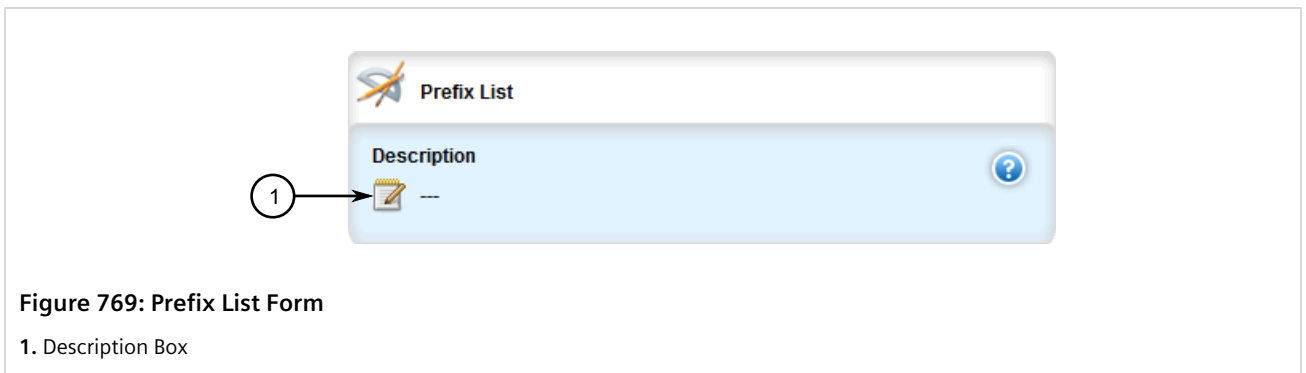 Prefix List
Description
1
---
Figure 769: Prefix List Form
1. Description Box